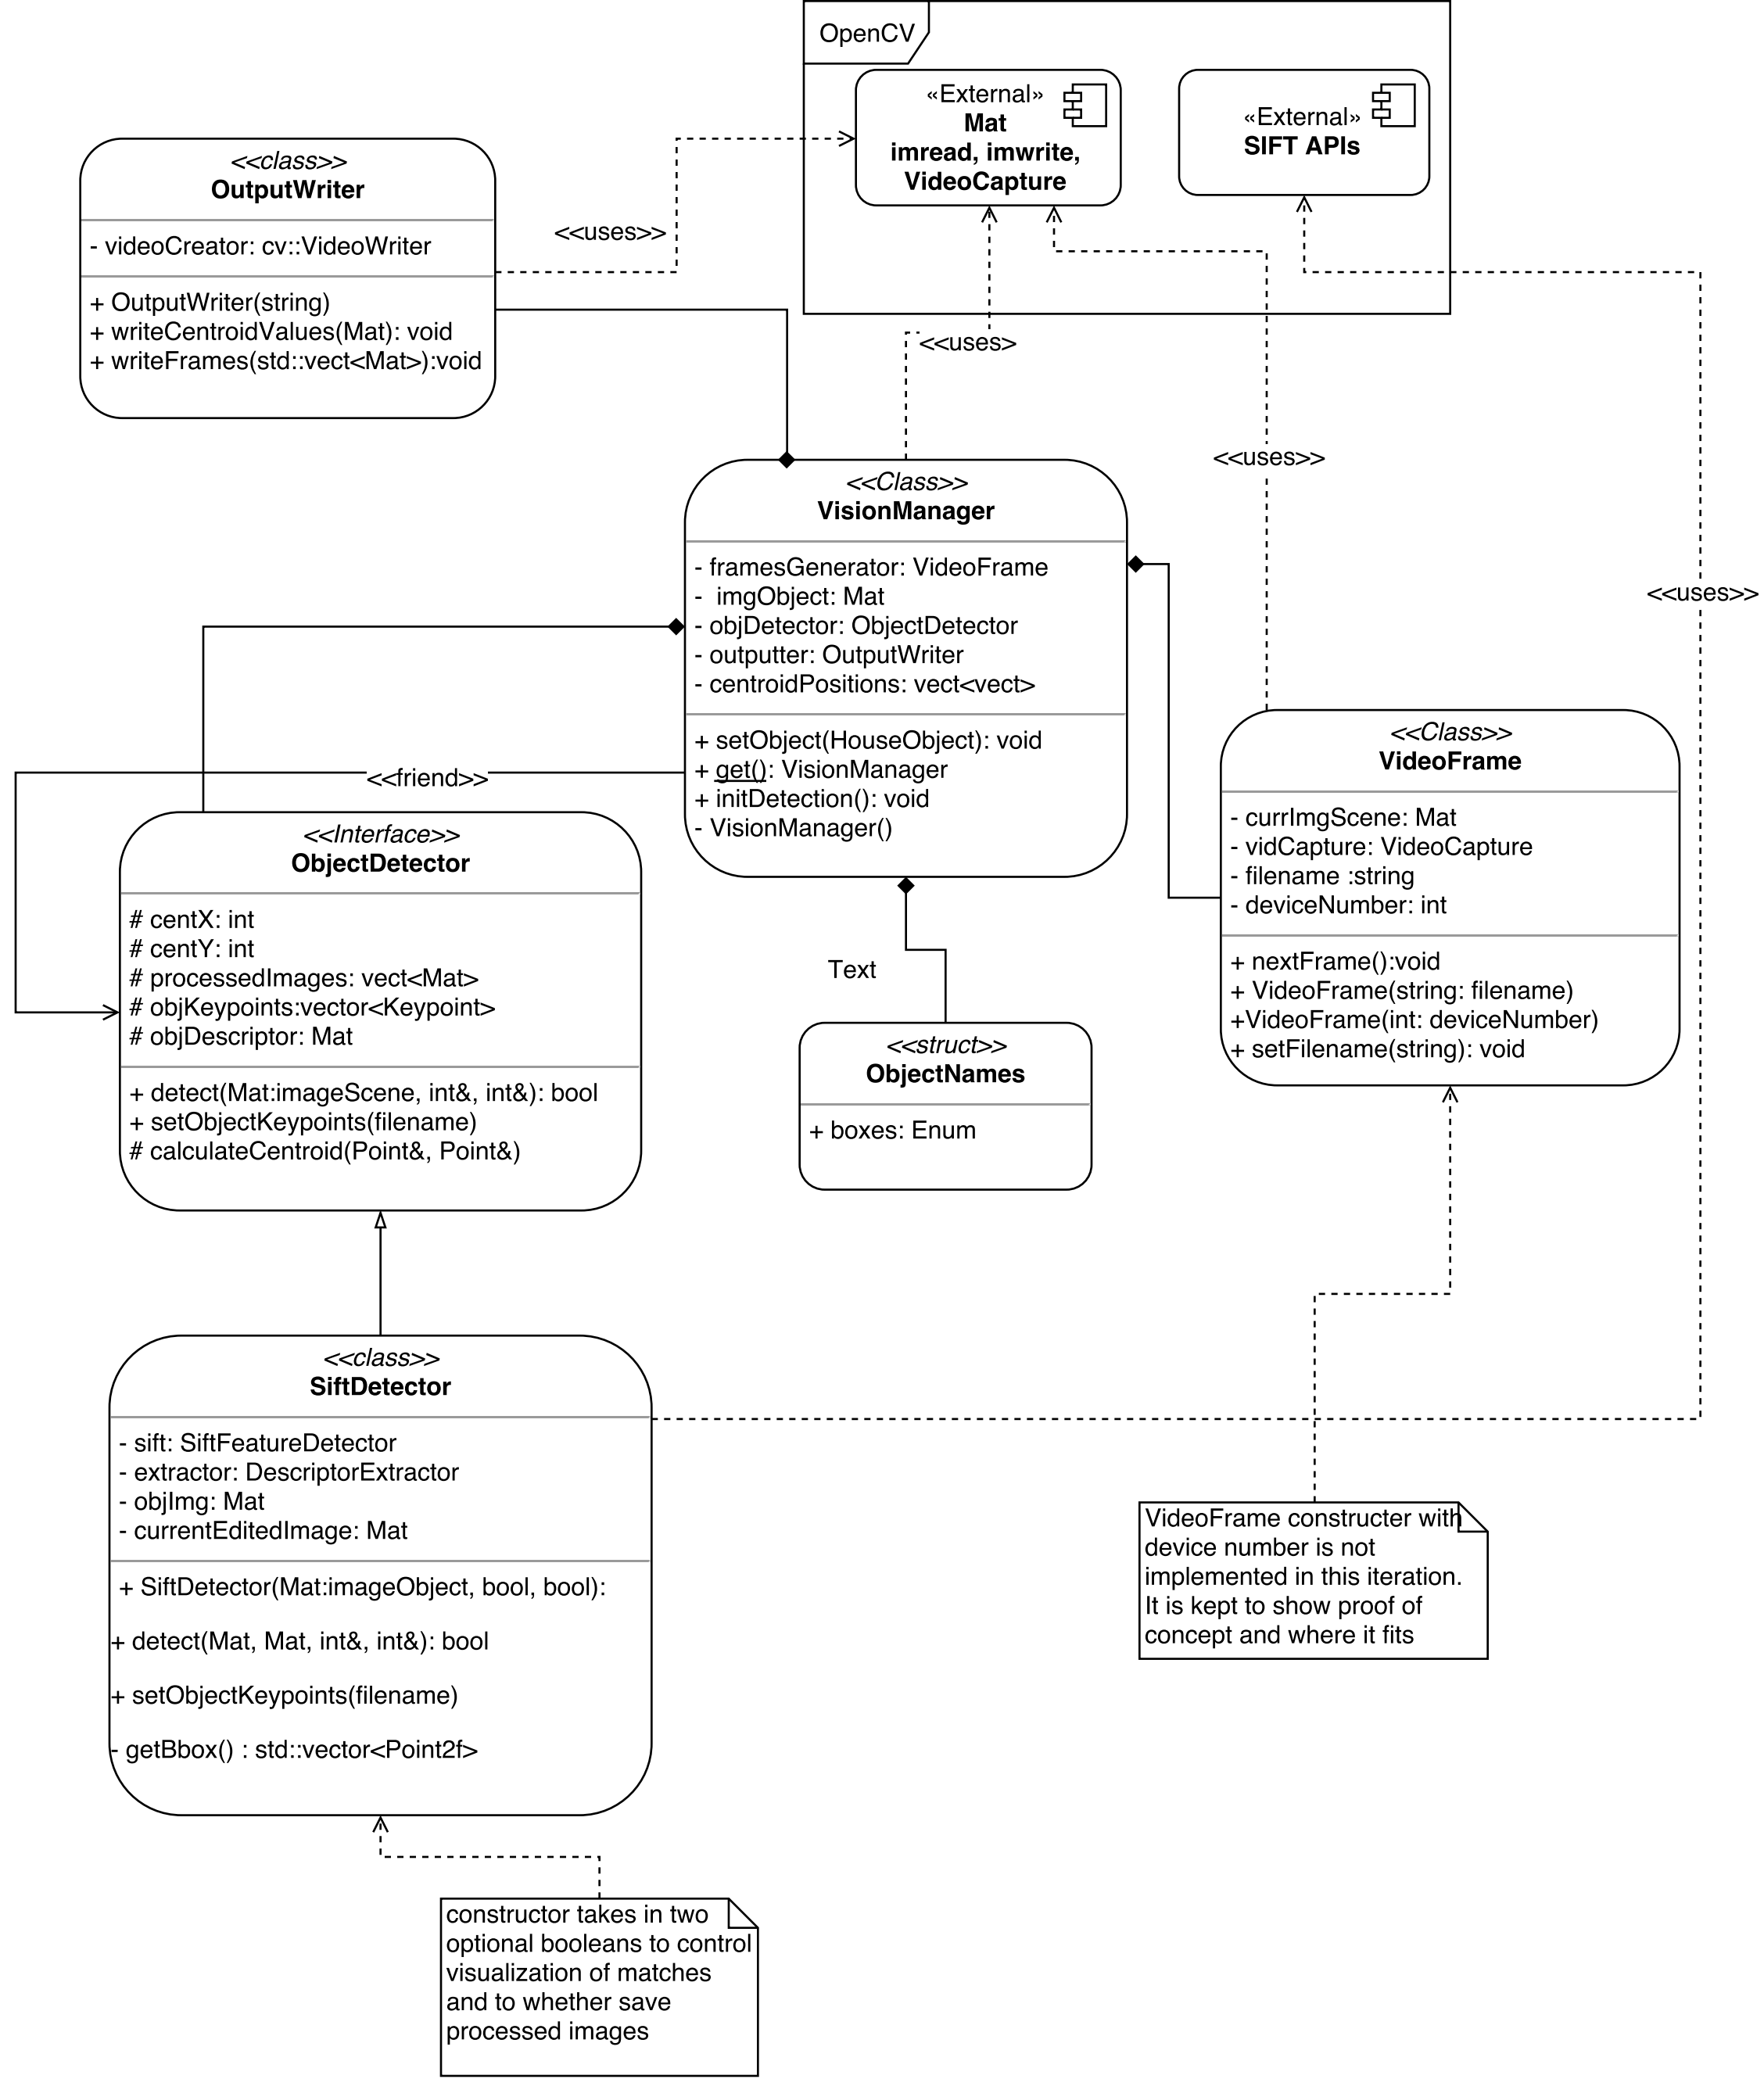 OpenCV
«External»
Mat
imread, imwrite,
VideoCapture
«External»
SIFT APIs
<<class>>
OutputWriter
- videoCreator: cv::VideoWriter
+ OutputWriter(string)
+ writeCentroidValues(Mat): void
+ writeFrames(std::vect<Mat>):void
<<uses>>
<<uses>
<<uses>>
<<uses>>
<<Class>>
VisionManager
- framesGenerator: VideoFrame
-  imgObject: Mat
- objDetector: ObjectDetector
- outputter: OutputWriter
- centroidPositions: vect<vect>
+ setObject(HouseObject): void
+ get(): VisionManager
+ initDetection(): void
- VisionManager()
<<friend>>
<<Class>>
VideoFrame
- currImgScene: Mat
- vidCapture: VideoCapture
- filename :string
- deviceNumber: int
+ nextFrame():void
+ VideoFrame(string: filename)
+VideoFrame(int: deviceNumber)
+ setFilename(string): void
<<Interface>>
ObjectDetector
# centX: int
# centY: int
# processedImages: vect<Mat>
# objKeypoints:vector<Keypoint>
# objDescriptor: Mat
+ detect(Mat:imageScene, int&, int&): bool
+ setObjectKeypoints(filename)
# calculateCentroid(Point&, Point&)
Text
<<struct>>
ObjectNames
+ boxes: Enum
<<class>>
SiftDetector
- sift: SiftFeatureDetector
- extractor: DescriptorExtractor
- objImg: Mat
- currentEditedImage: Mat
+ SiftDetector(Mat:imageObject, bool, bool):
+ detect(Mat, Mat, int&, int&): bool
+ setObjectKeypoints(filename)
- getBbox() : std::vector<Point2f>
VideoFrame constructer with
device number is not
implemented in this iteration.
It is kept to show proof of
concept and where it fits
constructor takes in two
optional booleans to control
visualization of matches
and to whether save
processed images